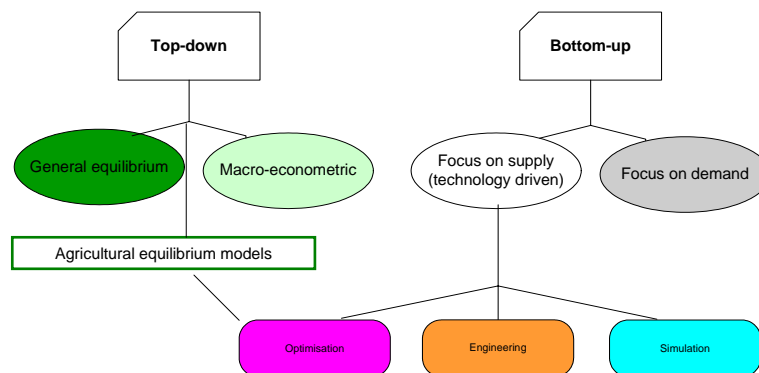 Top-down
Bottom-up
General equilibrium
Macro-econometric
Focus on supply
(technology driven)
Focus on demand
Agricultural equilibrium models
Optimisation
Engineering
Simulation